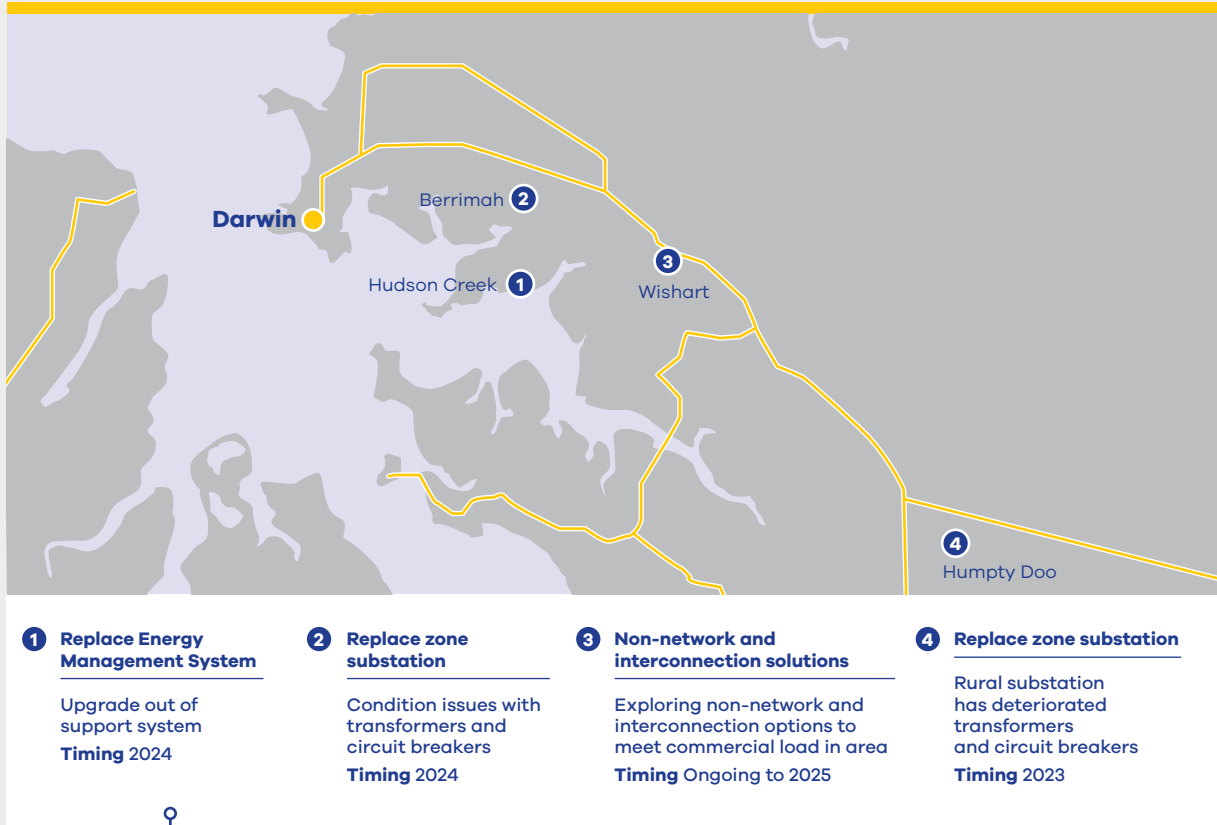 Berrimah 2
Darwin
Hudson Creek 1
3
Wishart
4
Humpty Doo
1 Replace Energy
Management System
Upgrade out of
support system
Timing 2024
2 Replace zone
substation
Condition issues with
transformers and
circuit breakers
Timing 2024
3 Non-network and
interconnection solutions
Exploring non-network and
interconnection options to
meet commercial load in area
Timing Ongoing to 2025
4 Replace zone substation
Rural substation
has deteriorated
transformers
and circuit breakers
Timing 2023